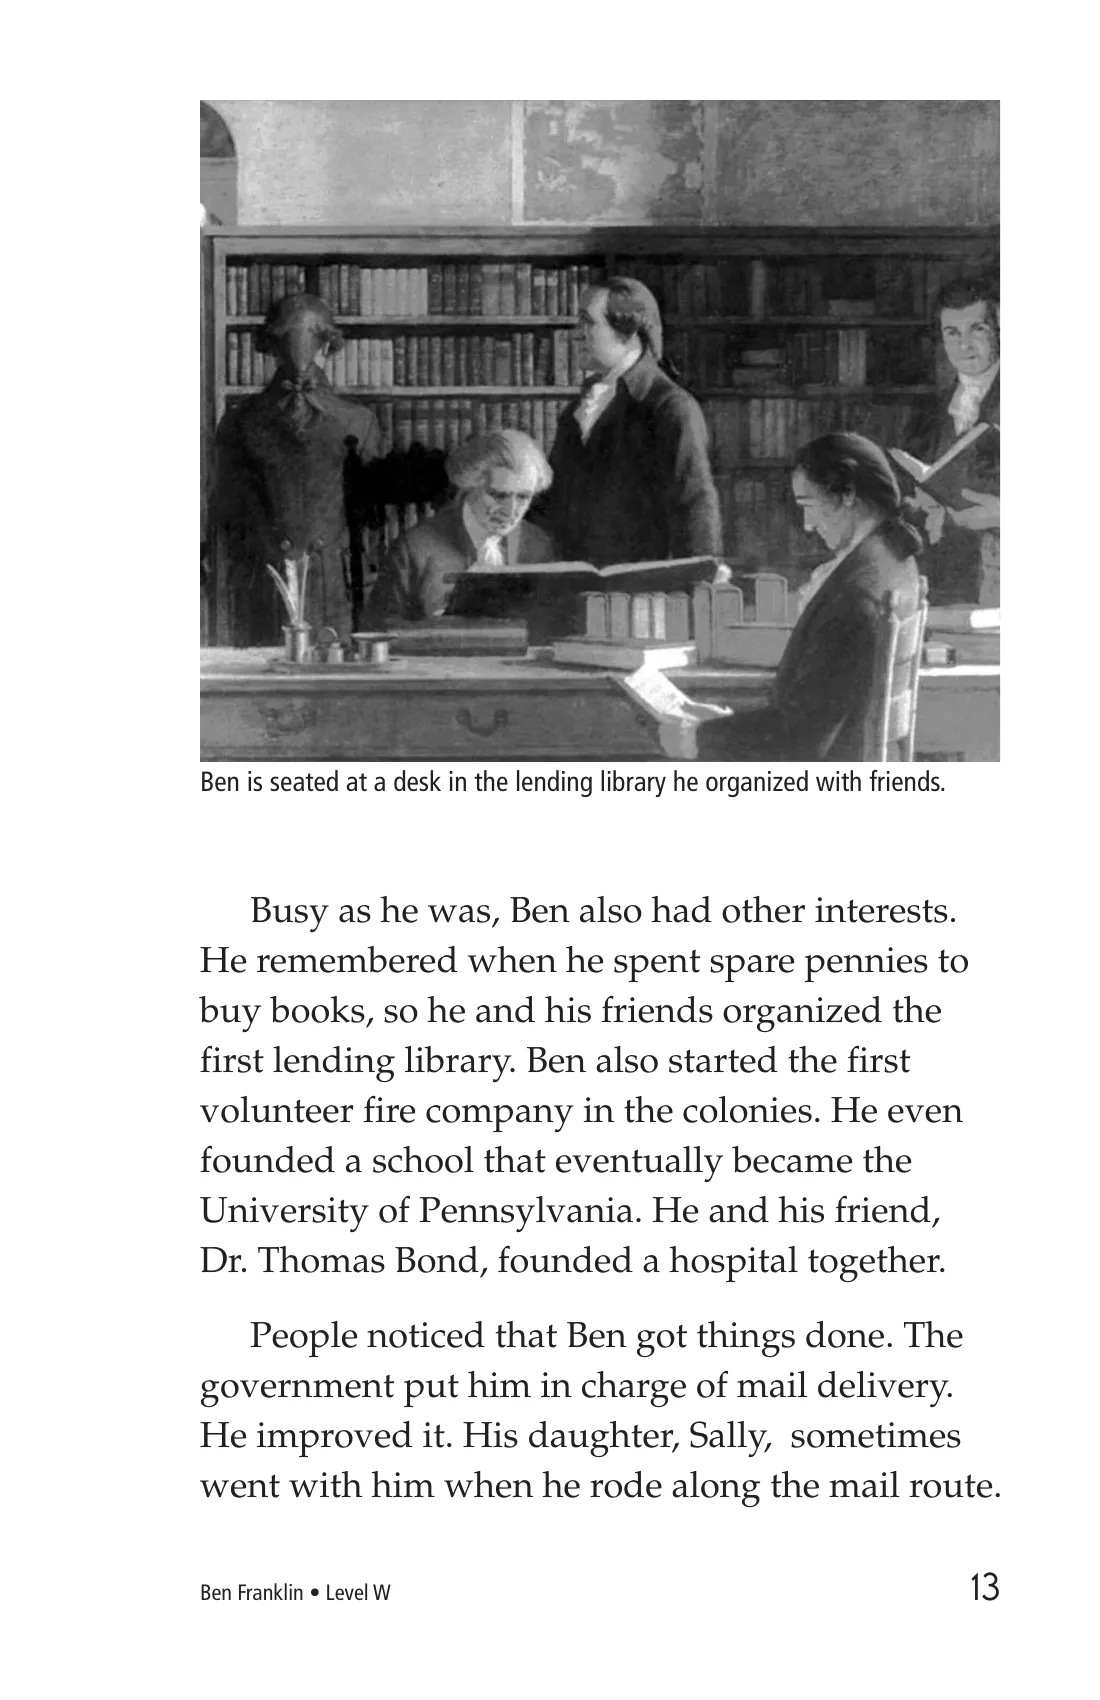 Ben is seated at a desk in the lending library he organized with friends.
Busy as he was, Ben also had other interests.
He remembered when he spent spare pennies to
buy books, so he and his friends organized the
first lending library. Ben also started the first
volunteer fire company in the colonies. He even
founded a school that eventually became the
University of Pennsylvania. He and his friend,
Dr. Thomas Bond, founded a hospital together.
People noticed that Ben got things done. The
government put him in charge of mail delivery.
He improved it. His daughter, Sally,  sometimes
went with him when he rode along the mail route.
Ben Franklin • Level W
13